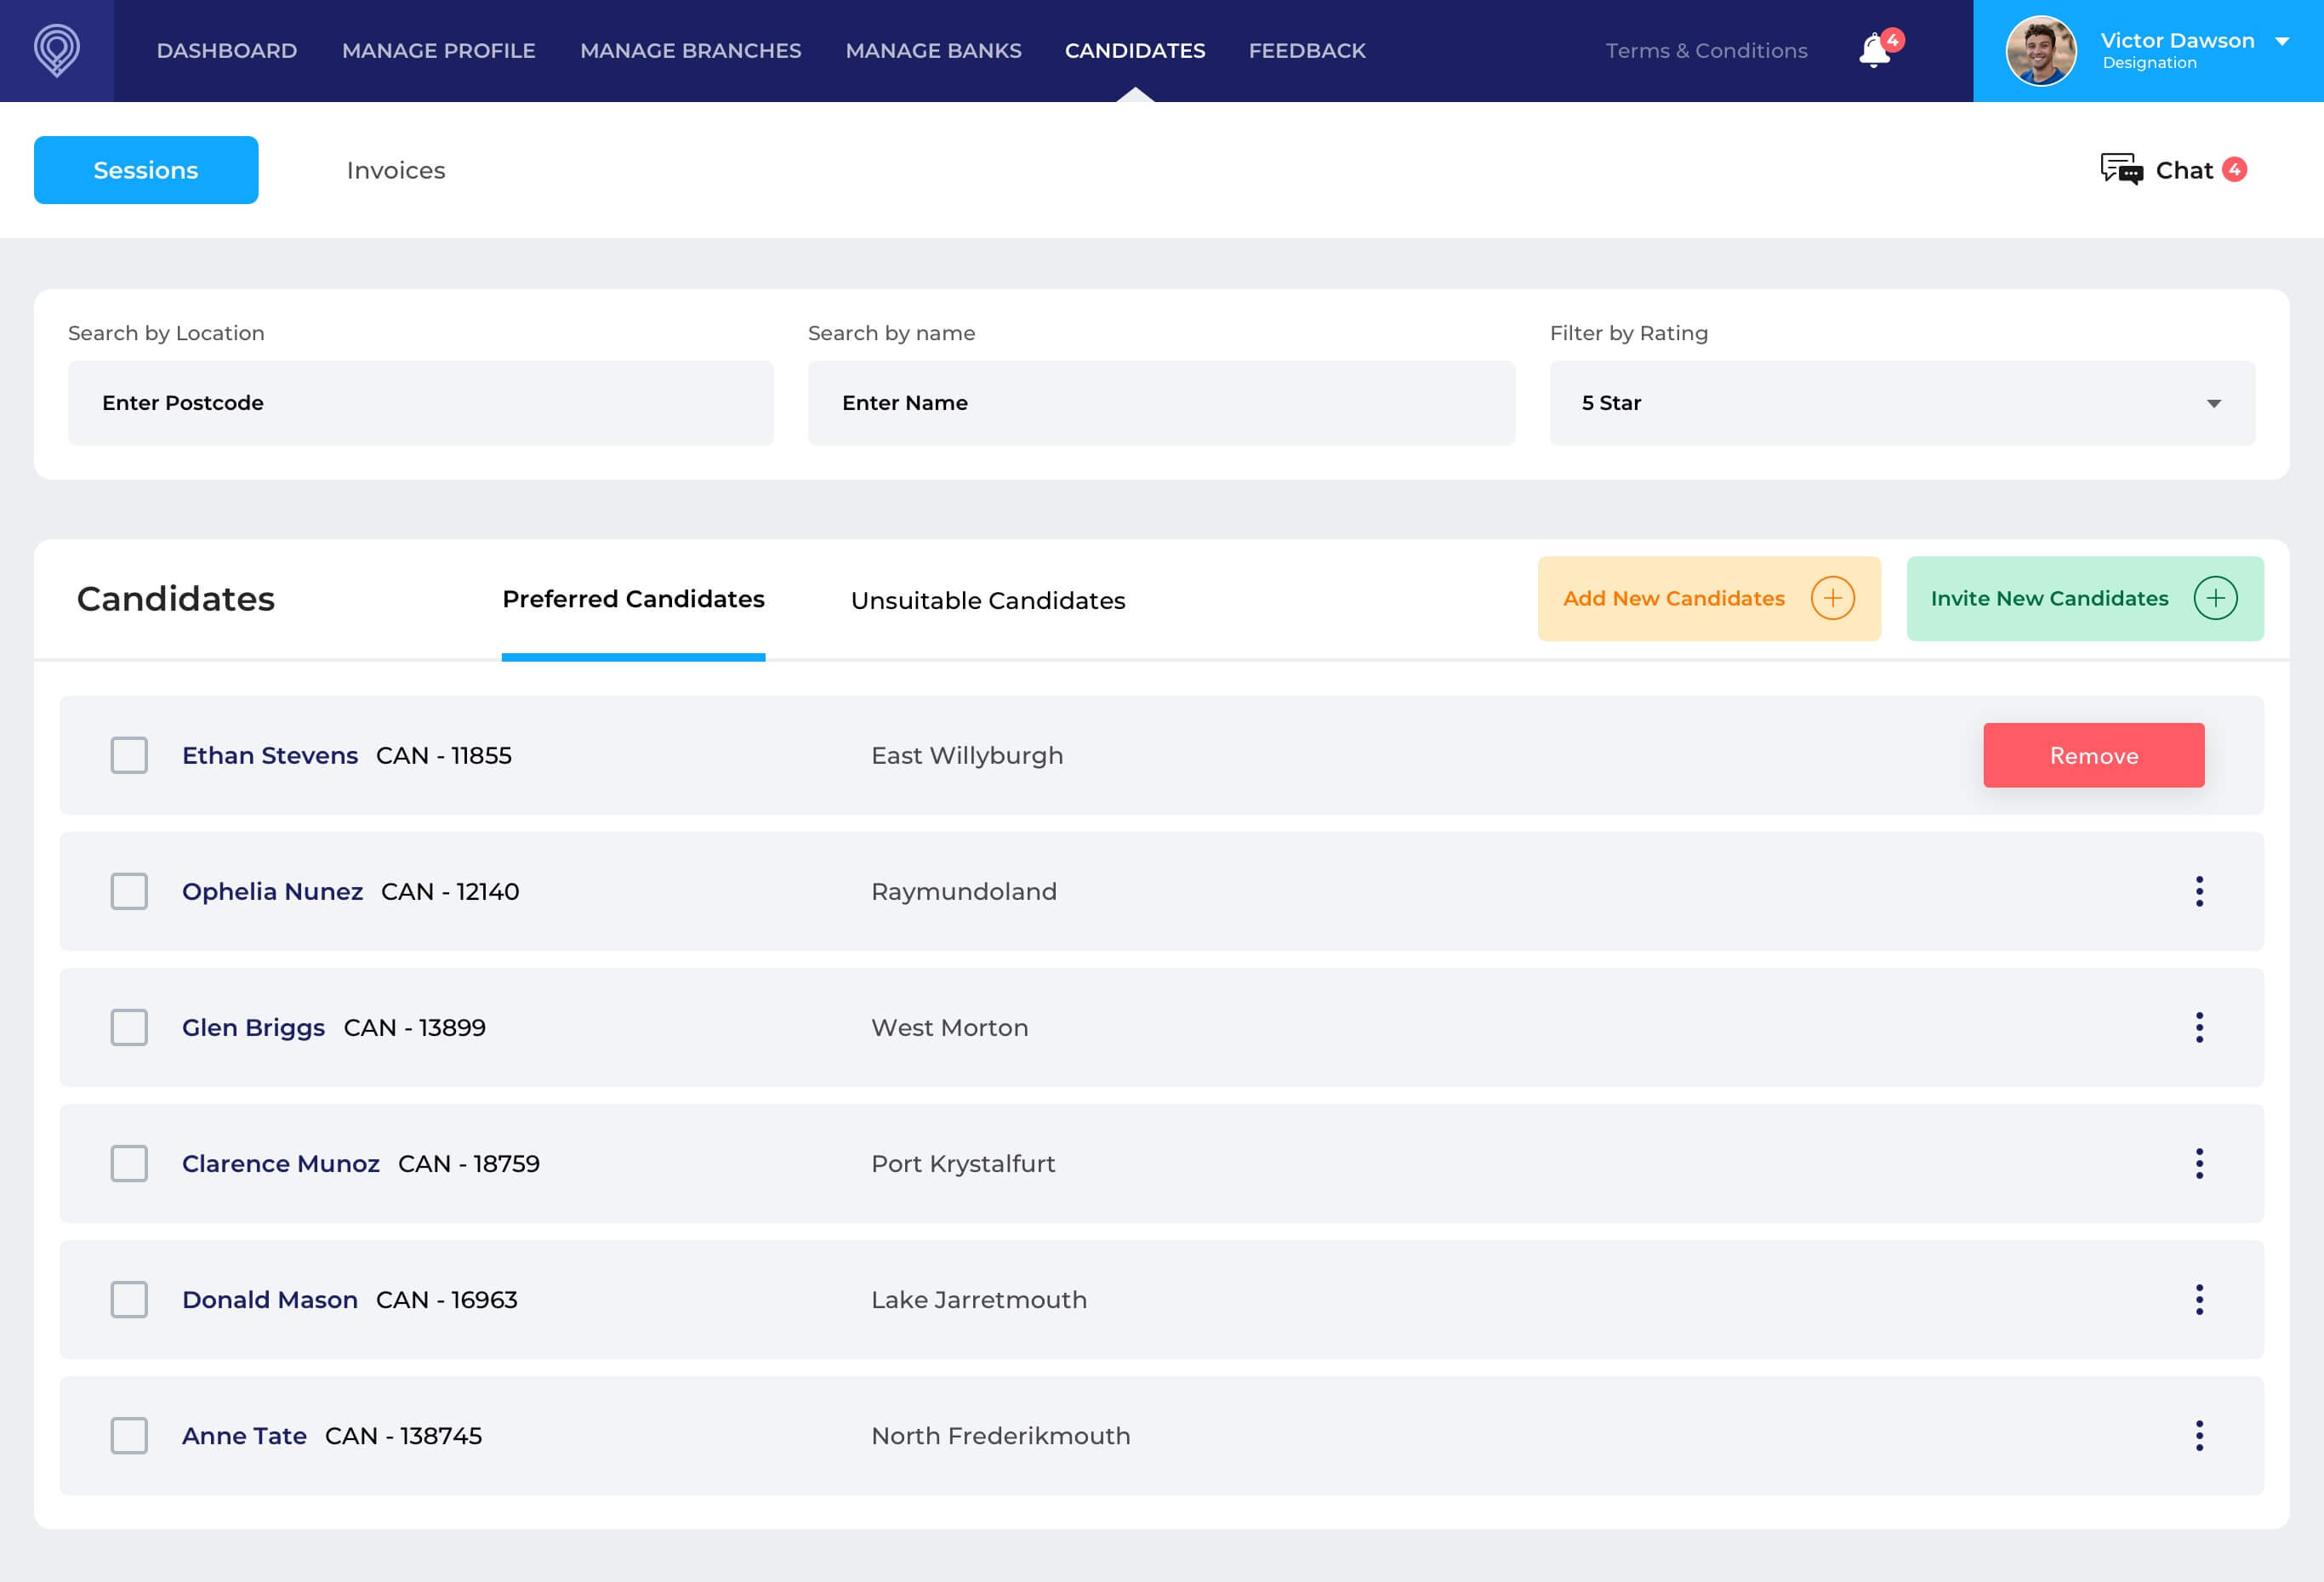 DASHBOARD MANAGE PROFILE MANAGE BRANCHES MANAGE BANKS CANDIDATES FEEDBACK Terms & Conditions 4 Victor Dawson
Designation
Sessions Invoices Chat 4
Search by Location Search by name Filter by Rating
Enter Postcode Enter Name 5 Star
Candidates Preferred Candidates Unsuitable Candidates Add New Candidates Invite New Candidates
Ethan Stevens CAN - 11855 East Willyburgh Remove
Ophelia Nunez CAN - 12140 Raymundoland
Glen Briggs CAN - 13899 West Morton
Clarence Munoz CAN - 18759 Port Krystalfurt
Donald Mason CAN - 16963 Lake Jarretmouth
Anne Tate CAN - 138745 North Frederikmouth